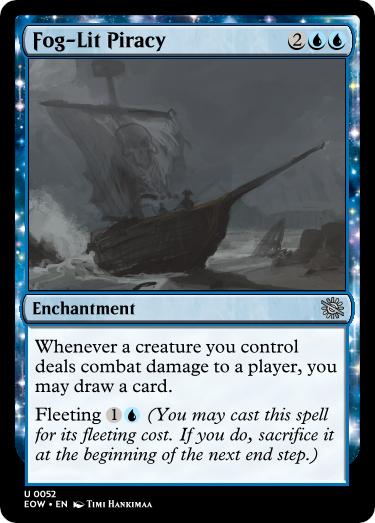 Fog-Lit Piracy 2
Enchantment
Whenever a creature you control
deals combat damage to a player, you
may draw a card.
Fleeting 1 (You may cast this spell
for its fleeting cost. If you do, sacrifice it
at the beginning of the next end step.)
U 0052
EOW • EN Timi Hankimaa